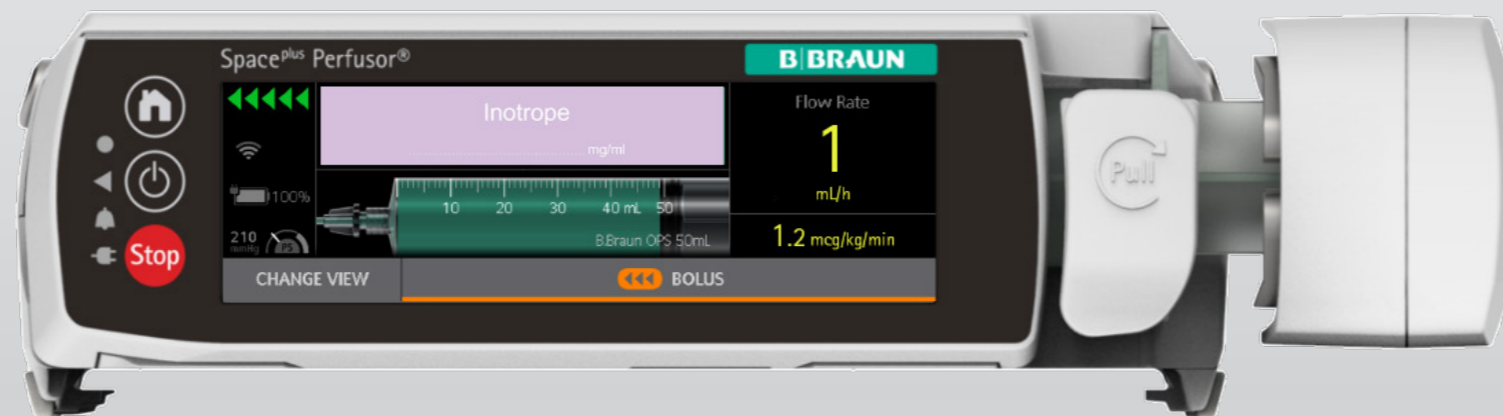 Space plus Perfusor®
B|BRAUN
Inotrope
mg/ml
Flow Rate
1
mL/h
1.2 mcg/kg/min
100%
210
mmHg
PS
10 20 30 40 mL 50
B.Braun OPS 50mL
Stop
CHANGE VIEW
BOLUS
Pull